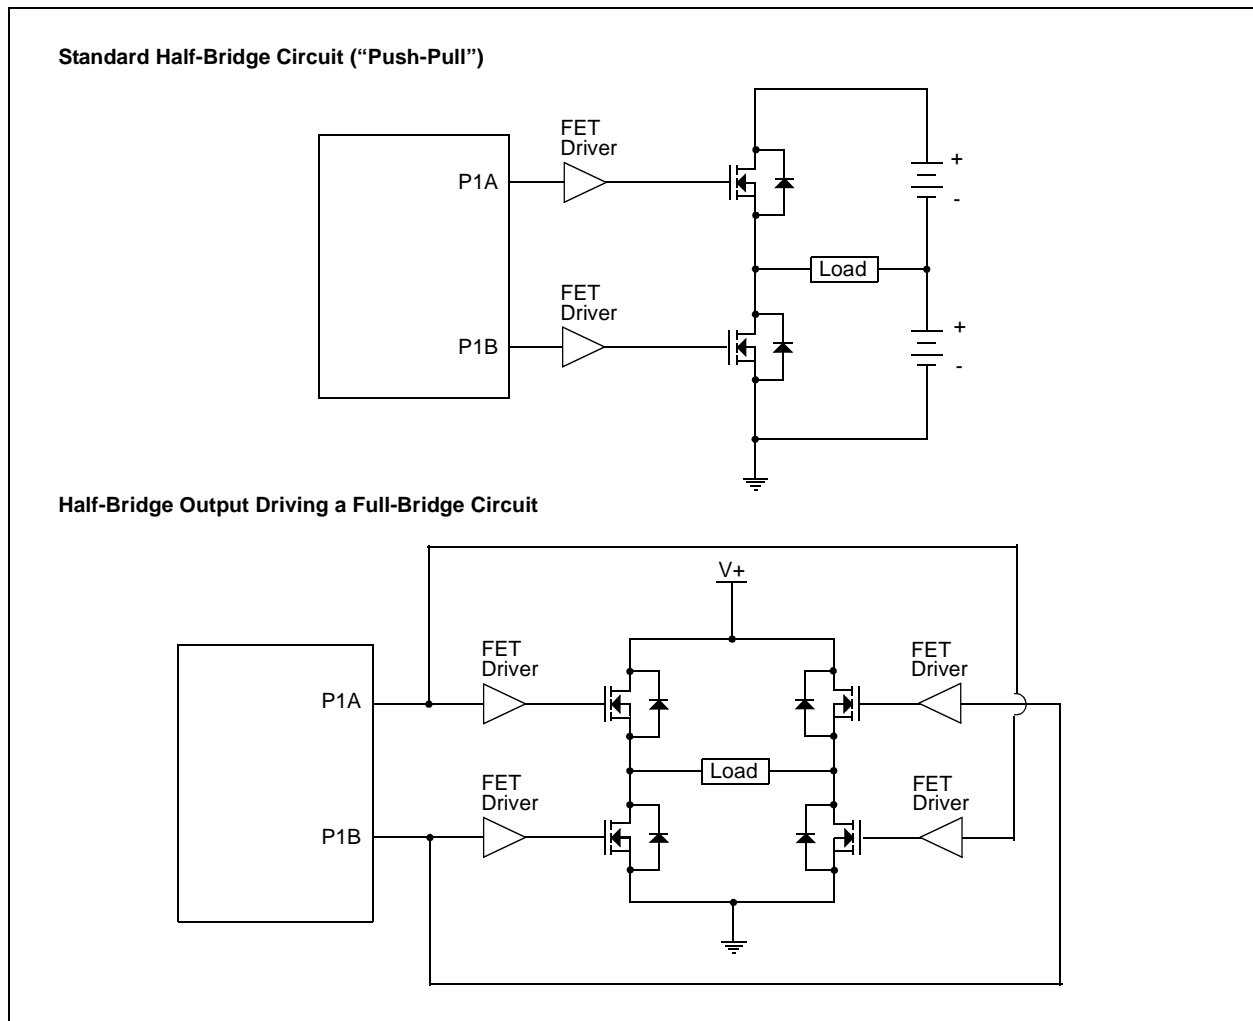 Standard Half-Bridge Circuit (“Push-Pull”)
FET
Driver
P1A
+
-
Load
FET
Driver
P1B
+
-
Half-Bridge Output Driving a Full-Bridge Circuit
V+
FET
Driver
FET
Driver
P1A
Load
FET
Driver
FET
Driver
P1B